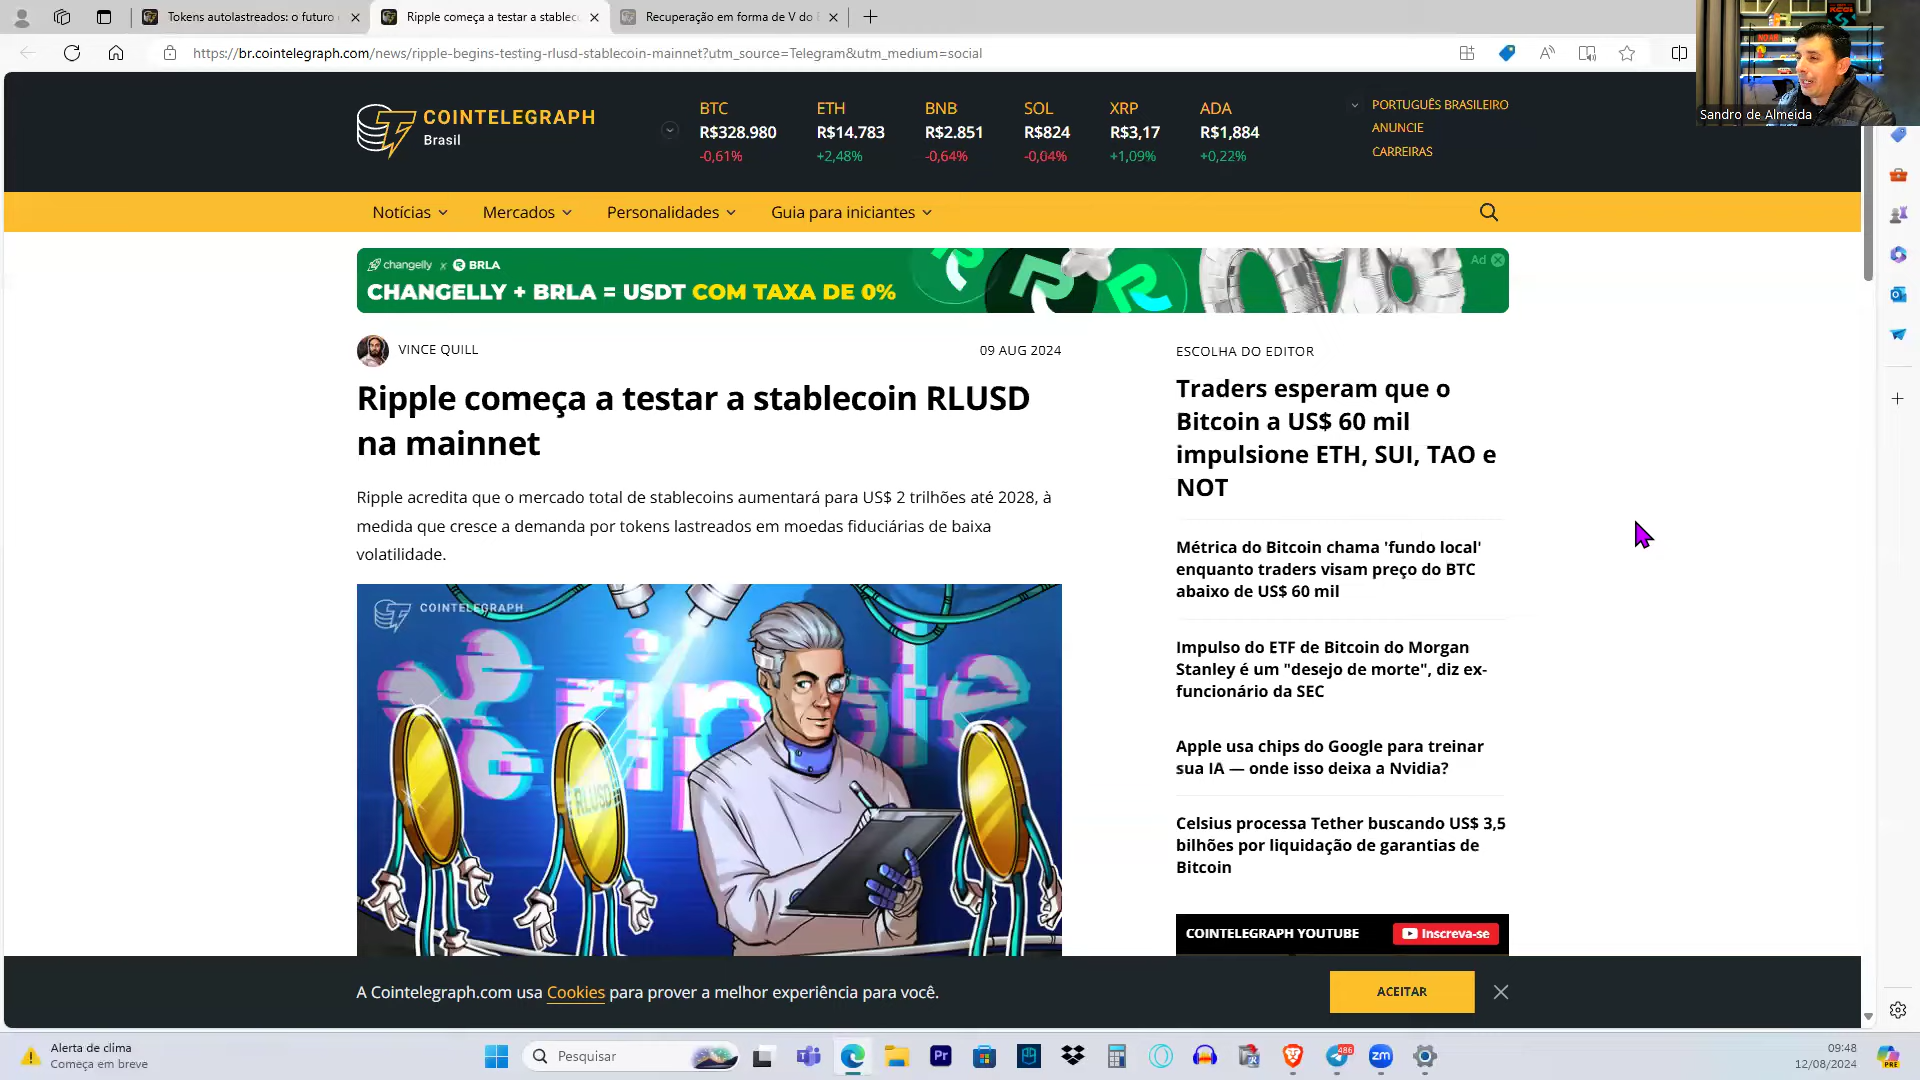 Tokens autolastreados: o futuro
Ripple começa a testar a stablec
Recuperação em forma de V do
https://br.cointelegraph.com/news/ripple-begins-testing-rlusd-stablecoin-mainnet?utm_source=Telegram&utm_medium=social
NOAR
Sandro de Almeida
COINTELEGRAPH
Brasil
BTC
R$328.980
-0,61%
ETH
R$14.783
+2,48%
BNB
R$2.851
-0,64%
SOL
R$824
-0,04%
XRP
R$3,17
+1,09%
ADA
R$1,884
+0,22%
PORTUGUÊS BRASILEIRO
ANUNCIE
CARREIRAS
Notícias
Mercados
Personalidades
Guia para iniciantes
changelly x BRLA
CHANGELLY + BRLA = USDT COM TAXA DE 0%
Ad
VINCE QUILL
09 AUG 2024
Ripple começa a testar a stablecoin RLUSD
na mainnet
Ripple acredita que o mercado total de stablecoins aumentará para US$ 2 trilhões até 2028, à
medida que cresce a demanda por tokens lastreados em moedas fiduciárias de baixa
volatilidade.
COINTELEGRAPH
ripple
RLUSD
ESCOLHA DO EDITOR
Traders esperam que o
Bitcoin a US$ 60 mil
impulsione ETH, SUI, TAO e
NOT
Métrica do Bitcoin chama 'fundo local'
enquanto traders visam preço do BTC
abaixo de US$ 60 mil
Impulso do ETF de Bitcoin do Morgan
Stanley é um "desejo de morte", diz ex-
funcionário da SEC
Apple usa chips do Google para treinar
sua IA — onde isso deixa a Nvidia?
Celsius processa Tether buscando US$ 3,5
bilhões por liquidação de garantias de
Bitcoin
COINTELEGRAPH YOUTUBE
Inscreva-se
A Cointelegraph.com usa Cookies para prover a melhor experiência para você.
ACEITAR
Alerta de clima
Começa em breve
Pesquisar
Pr
486
zm
09:48
12/08/2024
PRE